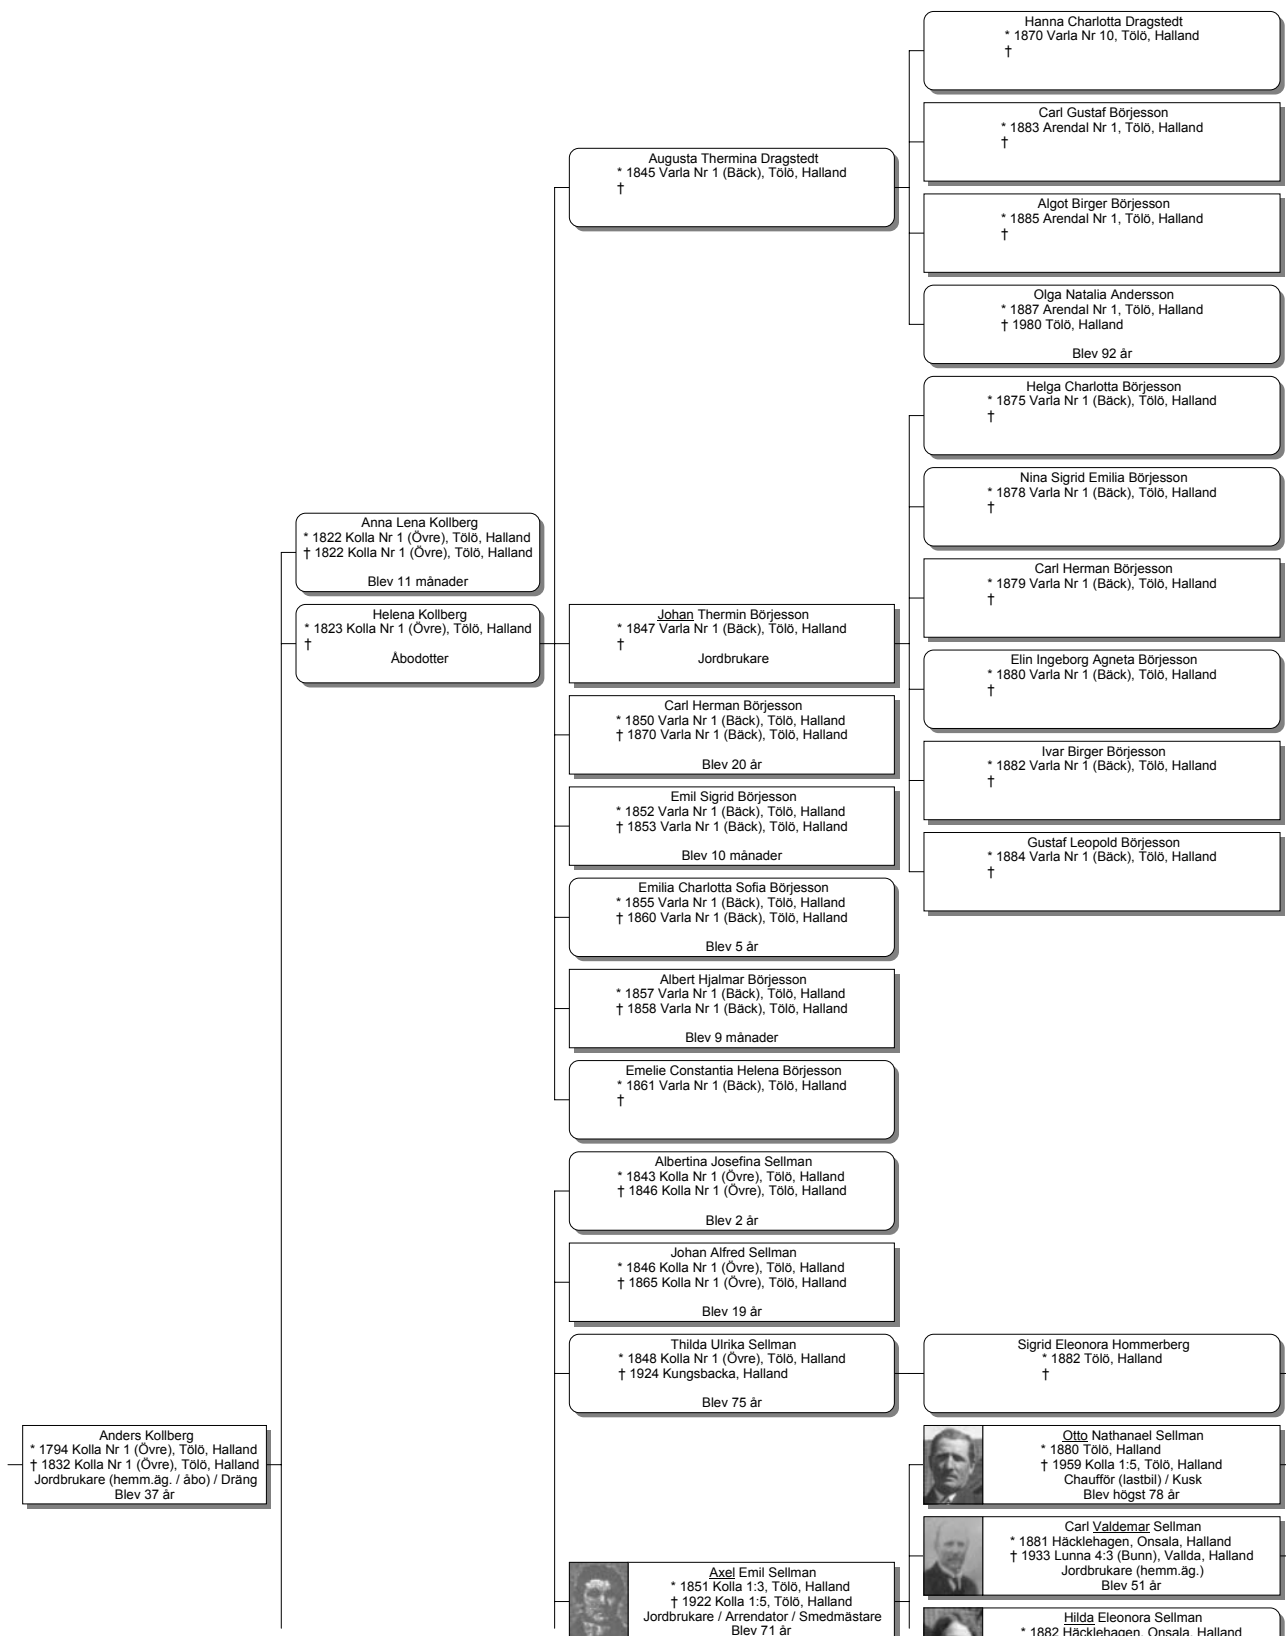 Hanna Charlotta Dragstedt
* 1870 Varla Nr 10, Tölö, Halland
†
Carl Gustaf Börjesson
* 1883 Arendal Nr 1, Tölö, Halland
†
Augusta Thermina Dragstedt
* 1845 Varla Nr 1 (Bäck), Tölö, Halland
†
Algot Birger Börjesson
* 1885 Arendal Nr 1, Tölö, Halland
†
Olga Natalia Andersson
* 1887 Arendal Nr 1, Tölö, Halland
† 1980 Tölö, Halland
Blev 92 år
Helga Charlotta Börjesson
* 1875 Varla Nr 1 (Bäck), Tölö, Halland
†
Nina Sigrid Emilia Börjesson
* 1878 Varla Nr 1 (Bäck), Tölö, Halland
†
Anna Lena Kollberg
* 1822 Kolla Nr 1 (Övre), Tölö, Halland
† 1822 Kolla Nr 1 (Övre), Tölö, Halland
Blev 11 månader
Carl Herman Börjesson
* 1879 Varla Nr 1 (Bäck), Tölö, Halland
†
Helena Kollberg
* 1823 Kolla Nr 1 (Övre), Tölö, Halland
†
Åbodotter
Johan Thermin Börjesson
* 1847 Varla Nr 1 (Bäck), Tölö, Halland
†
Jordbrukare
Elin Ingeborg Agneta Börjesson
* 1880 Varla Nr 1 (Bäck), Tölö, Halland
†
Carl Herman Börjesson
* 1850 Varla Nr 1 (Bäck), Tölö, Halland
† 1870 Varla Nr 1 (Bäck), Tölö, Halland
Blev 20 år
Ivar Birger Börjesson
* 1882 Varla Nr 1 (Bäck), Tölö, Halland
†
Emil Sigrid Börjesson
* 1852 Varla Nr 1 (Bäck), Tölö, Halland
† 1853 Varla Nr 1 (Bäck), Tölö, Halland
Blev 10 månader
Gustaf Leopold Börjesson
* 1884 Varla Nr 1 (Bäck), Tölö, Halland
†
Emilia Charlotta Sofia Börjesson
* 1855 Varla Nr 1 (Bäck), Tölö, Halland
† 1860 Varla Nr 1 (Bäck), Tölö, Halland
Blev 5 år
Albert Hjalmar Börjesson
* 1857 Varla Nr 1 (Bäck), Tölö, Halland
† 1858 Varla Nr 1 (Bäck), Tölö, Halland
Blev 9 månader
Emelie Constantia Helena Börjesson
* 1861 Varla Nr 1 (Bäck), Tölö, Halland
†
Albertina Josefina Sellman
* 1843 Kolla Nr 1 (Övre), Tölö, Halland
† 1846 Kolla Nr 1 (Övre), Tölö, Halland
Blev 2 år
Johan Alfred Sellman
* 1846 Kolla Nr 1 (Övre), Tölö, Halland
† 1865 Kolla Nr 1 (Övre), Tölö, Halland
Blev 19 år
Thilda Ulrika Sellman
* 1848 Kolla Nr 1 (Övre), Tölö, Halland
† 1924 Kungsbacka, Halland
Blev 75 år
Sigrid Eleonora Hommerberg
* 1882 Tölö, Halland
†
Anders Kollberg
* 1794 Kolla Nr 1 (Övre), Tölö, Halland
† 1832 Kolla Nr 1 (Övre), Tölö, Halland
Jordbrukare (hemm.äg. / åbo) / Dräng
Blev 37 år
Otto Nathanael Sellman
* 1880 Tölö, Halland
† 1959 Kolla 1:5, Tölö, Halland
Chaufför (lastbil) / Kusk
Blev högst 78 år
Carl Valdemar Sellman
* 1881 Häcklehagen, Onsala, Halland
† 1933 Lunna 4:3 (Bunn), Vallda, Halland
Jordbrukare (hemm.äg.)
Blev 51 år
Axel Emil Sellman
* 1851 Kolla 1:3, Tölö, Halland
† 1922 Kolla 1:5, Tölö, Halland
Jordbrukare / Arrendator / Smedmästare
Blev 71 år
Hilda Eleonora Sellman
* 1882 Häcklehagen, Onsala, Halland